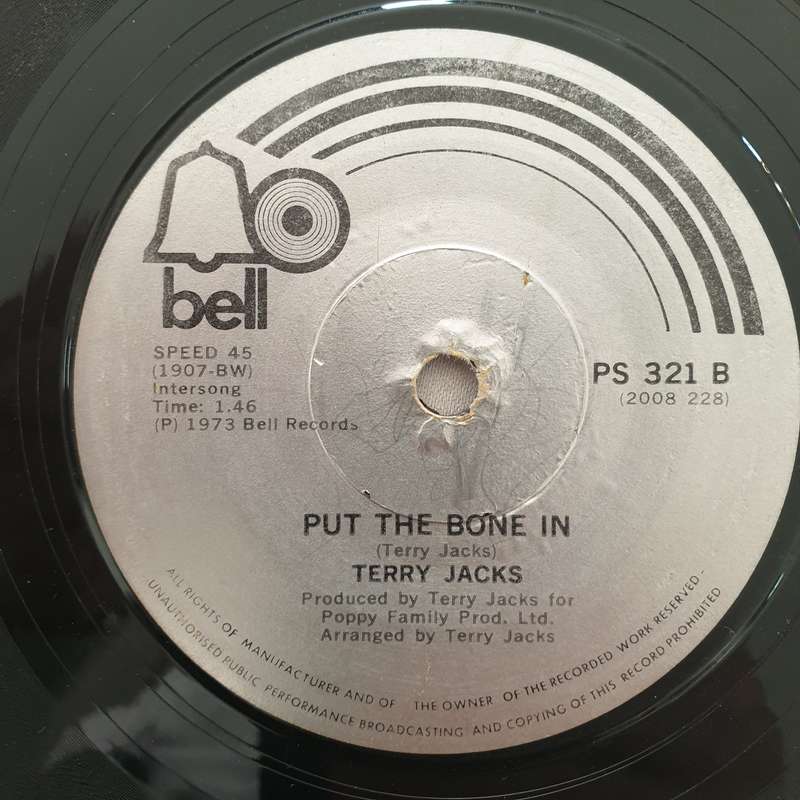 bell
SPEED 45
(1907-BW)
Intersong
Time: 1.46
(P) 1973 Bell Records
PS 321 B
(2008 228)
PUT THE BONE IN
(Terry Jacks)
TERRY JACKS
Produced by Terry Jacks for
Poppy Family Prod. Ltd.
Arranged by Terry Jacks
ALL RIGHTS OF MANUFACTURER AND OF THE OWNER OF THE RECORDED WORK RESERVED -
UNAUTHORISED PUBLIC PERFORMANCE BROADCASTING AND COPYING OF THIS RECORD PROHIBITED